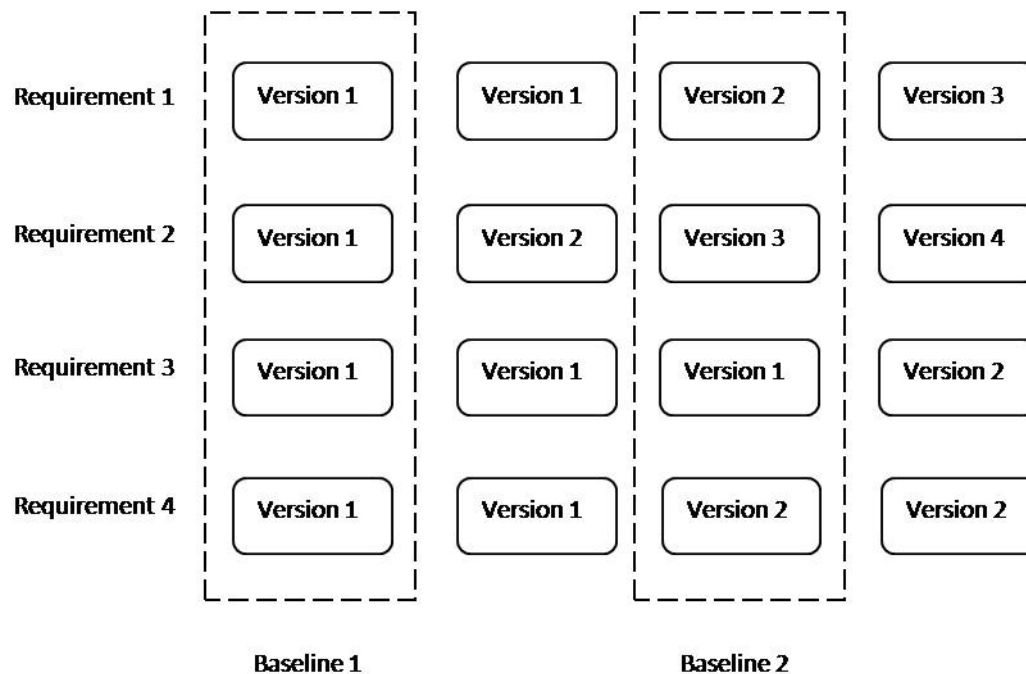 Requirement 1 Version 1 Version 1 Version 2 Version 3
Requirement 2 Version 1 Version 2 Version 3 Version 4
Requirement 3 Version 1 Version 1 Version 1 Version 2
Requirement 4 Version 1 Version 1 Version 2 Version 2
Baseline 1 Baseline 2